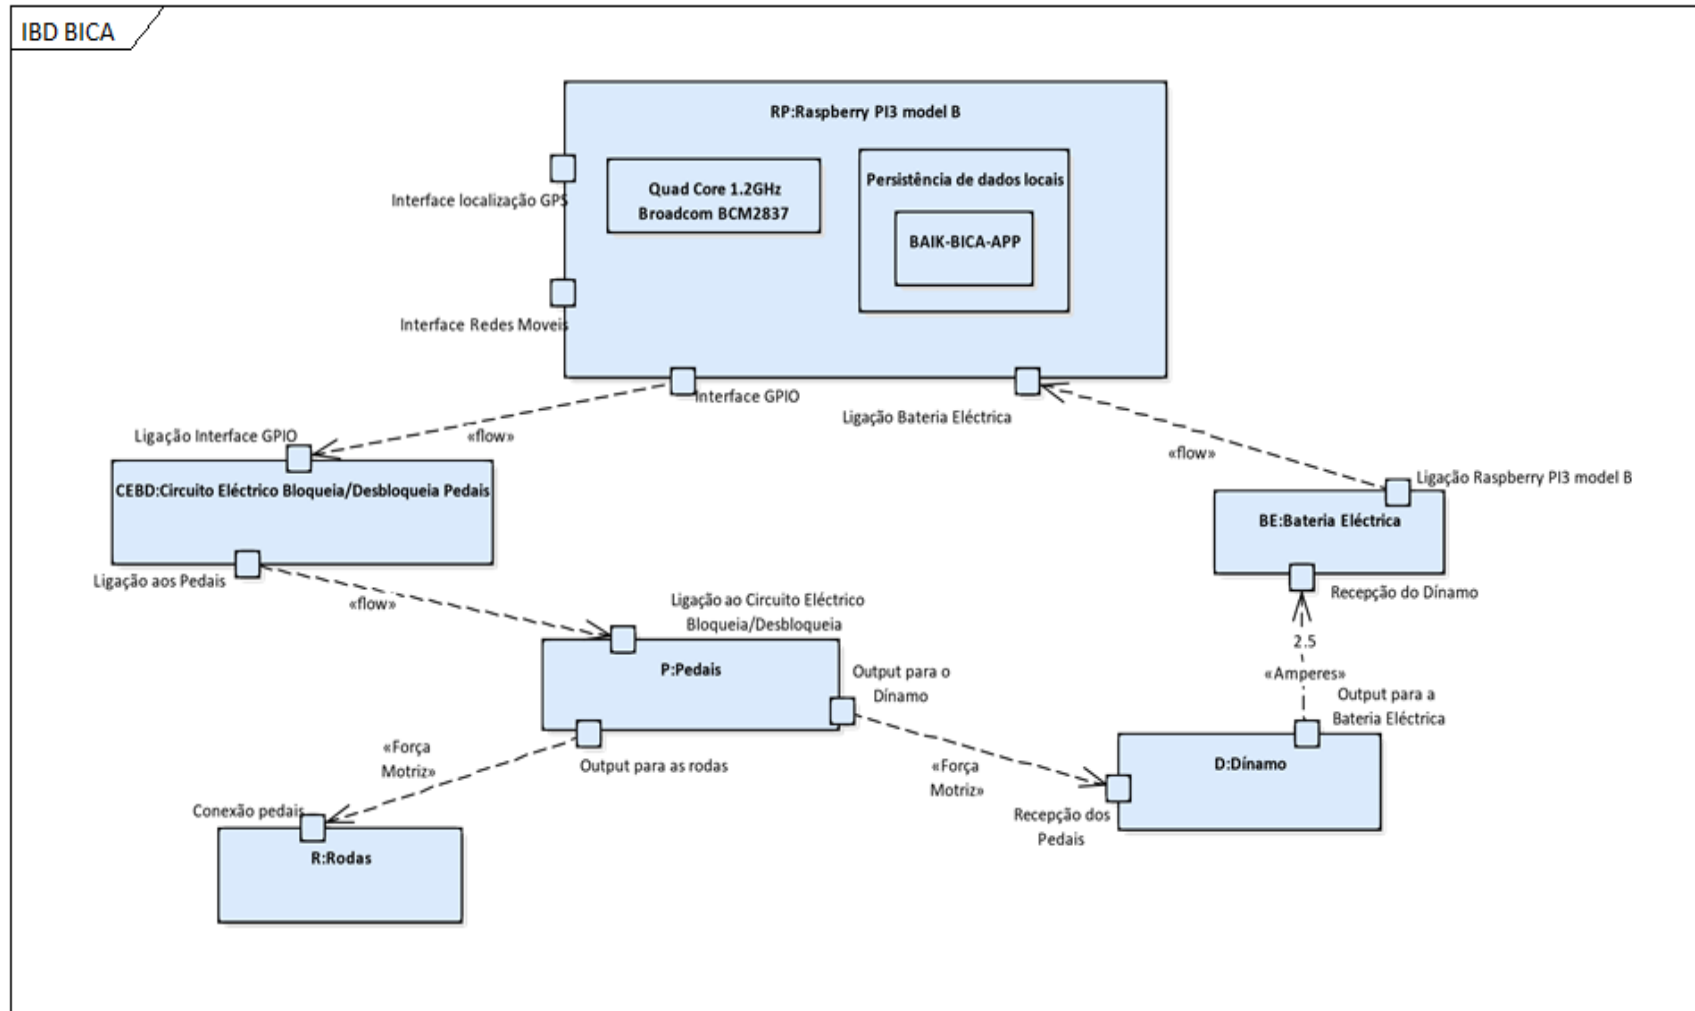 IBD BICA
RP:Raspberry PI3 model B
Quad Core 1.2GHz
Broadcom BCM2837
Persistência de dados locais
BAIK-BICA-APP
Interface localização GPS
Interface Redes Moveis
Interface GPIO
Ligação Bateria Eléctrica
Ligação Interface GPIO
«flow»
«flow»
CEBD:Circuito Eléctrico Bloqueia/Desbloqueia Pedais
Ligação Raspberry PI3 model B
BE:Bateria Eléctrica
Ligação aos Pedais
«flow»
Recepção do Dínamo
Ligação ao Circuito Eléctrico
Bloqueia/Desbloqueia
P:Pedais
2.5
«Amperes»
Output para o
Dínamo
Output para a
Bateria Eléctrica
«Força
Motriz»
Output para as rodas
«Força
Motriz»
D:Dínamo
Conexão pedais
Recepção dos
Pedais
R:Rodas